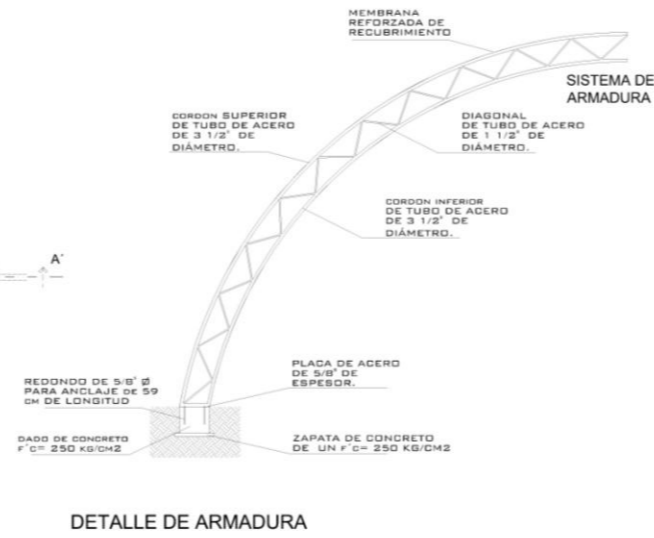 MEMBRANA
REFORZADA DE
RECUBRIMIENTO
SISTEMA DE
ARMADURA
CORDON SUPERIOR
DE TUBO DE ACERO
DE 3 1/2" DE
DIÁMETRO.
DIAGONAL
DE TUBO DE ACERO
DE 1 1/2" DE
DIÁMETRO.
CORDON INFERIOR
DE TUBO DE ACERO
DE 3 1/2" DE
DIÁMETRO.
A'
REDONDO DE 5/8" Ø
PARA ANCLAJE DE 59
CM DE LONGITUD
PLACA DE ACERO
DE 5/8" DE
ESPESOR.
DADO DE CONCRETO
F'C= 250 KG/CM2
ZAPATA DE CONCRETO
DE UN F'C= 250 KG/CM2
DETALLE DE ARMADURA